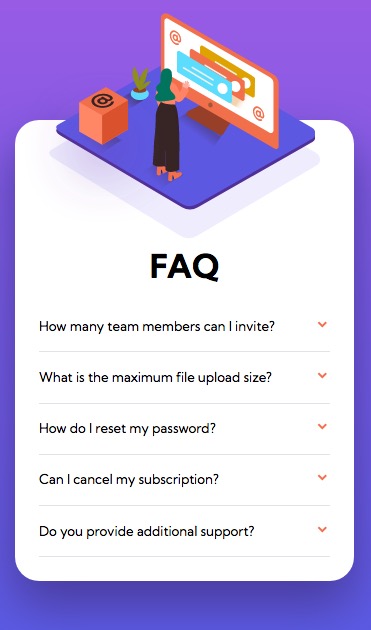 @
@
@
FAQ
How many team members can I invite?
What is the maximum file upload size?
How do I reset my password?
Can I cancel my subscription?
Do you provide additional support?